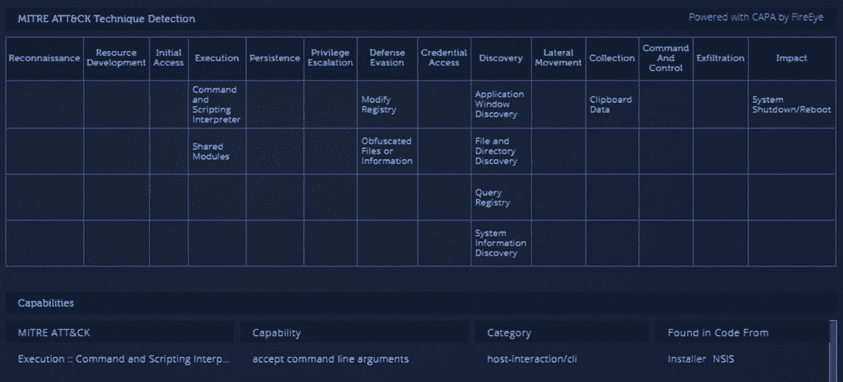 MITRE ATT&CK Technique Detection
Powered with CAPA by FireEye
Reconnaissance
Resource
Development
Initial
Access
Execution
Persistence
Privilege
Escalation
Defense
Evasion
Credential
Access
Discovery
Lateral
Movement
Collection
Command
And
Control
Exfiltration
Impact
Command
and
Scripting
Interpreter
Modify
Registry
Application
Window
Discovery
Clipboard
Data
System
Shutdown/Reboot
Shared
Modules
Obfuscated
Files or
Information
File and
Directory
Discovery
Query
Registry
System
Information
Discovery
Capabilities
MITRE ATT&CK
Capability
Category
Found in Code From
Execution :: Command and Scripting Interp...
accept command line arguments
host-interaction/cli
Installer NSIS